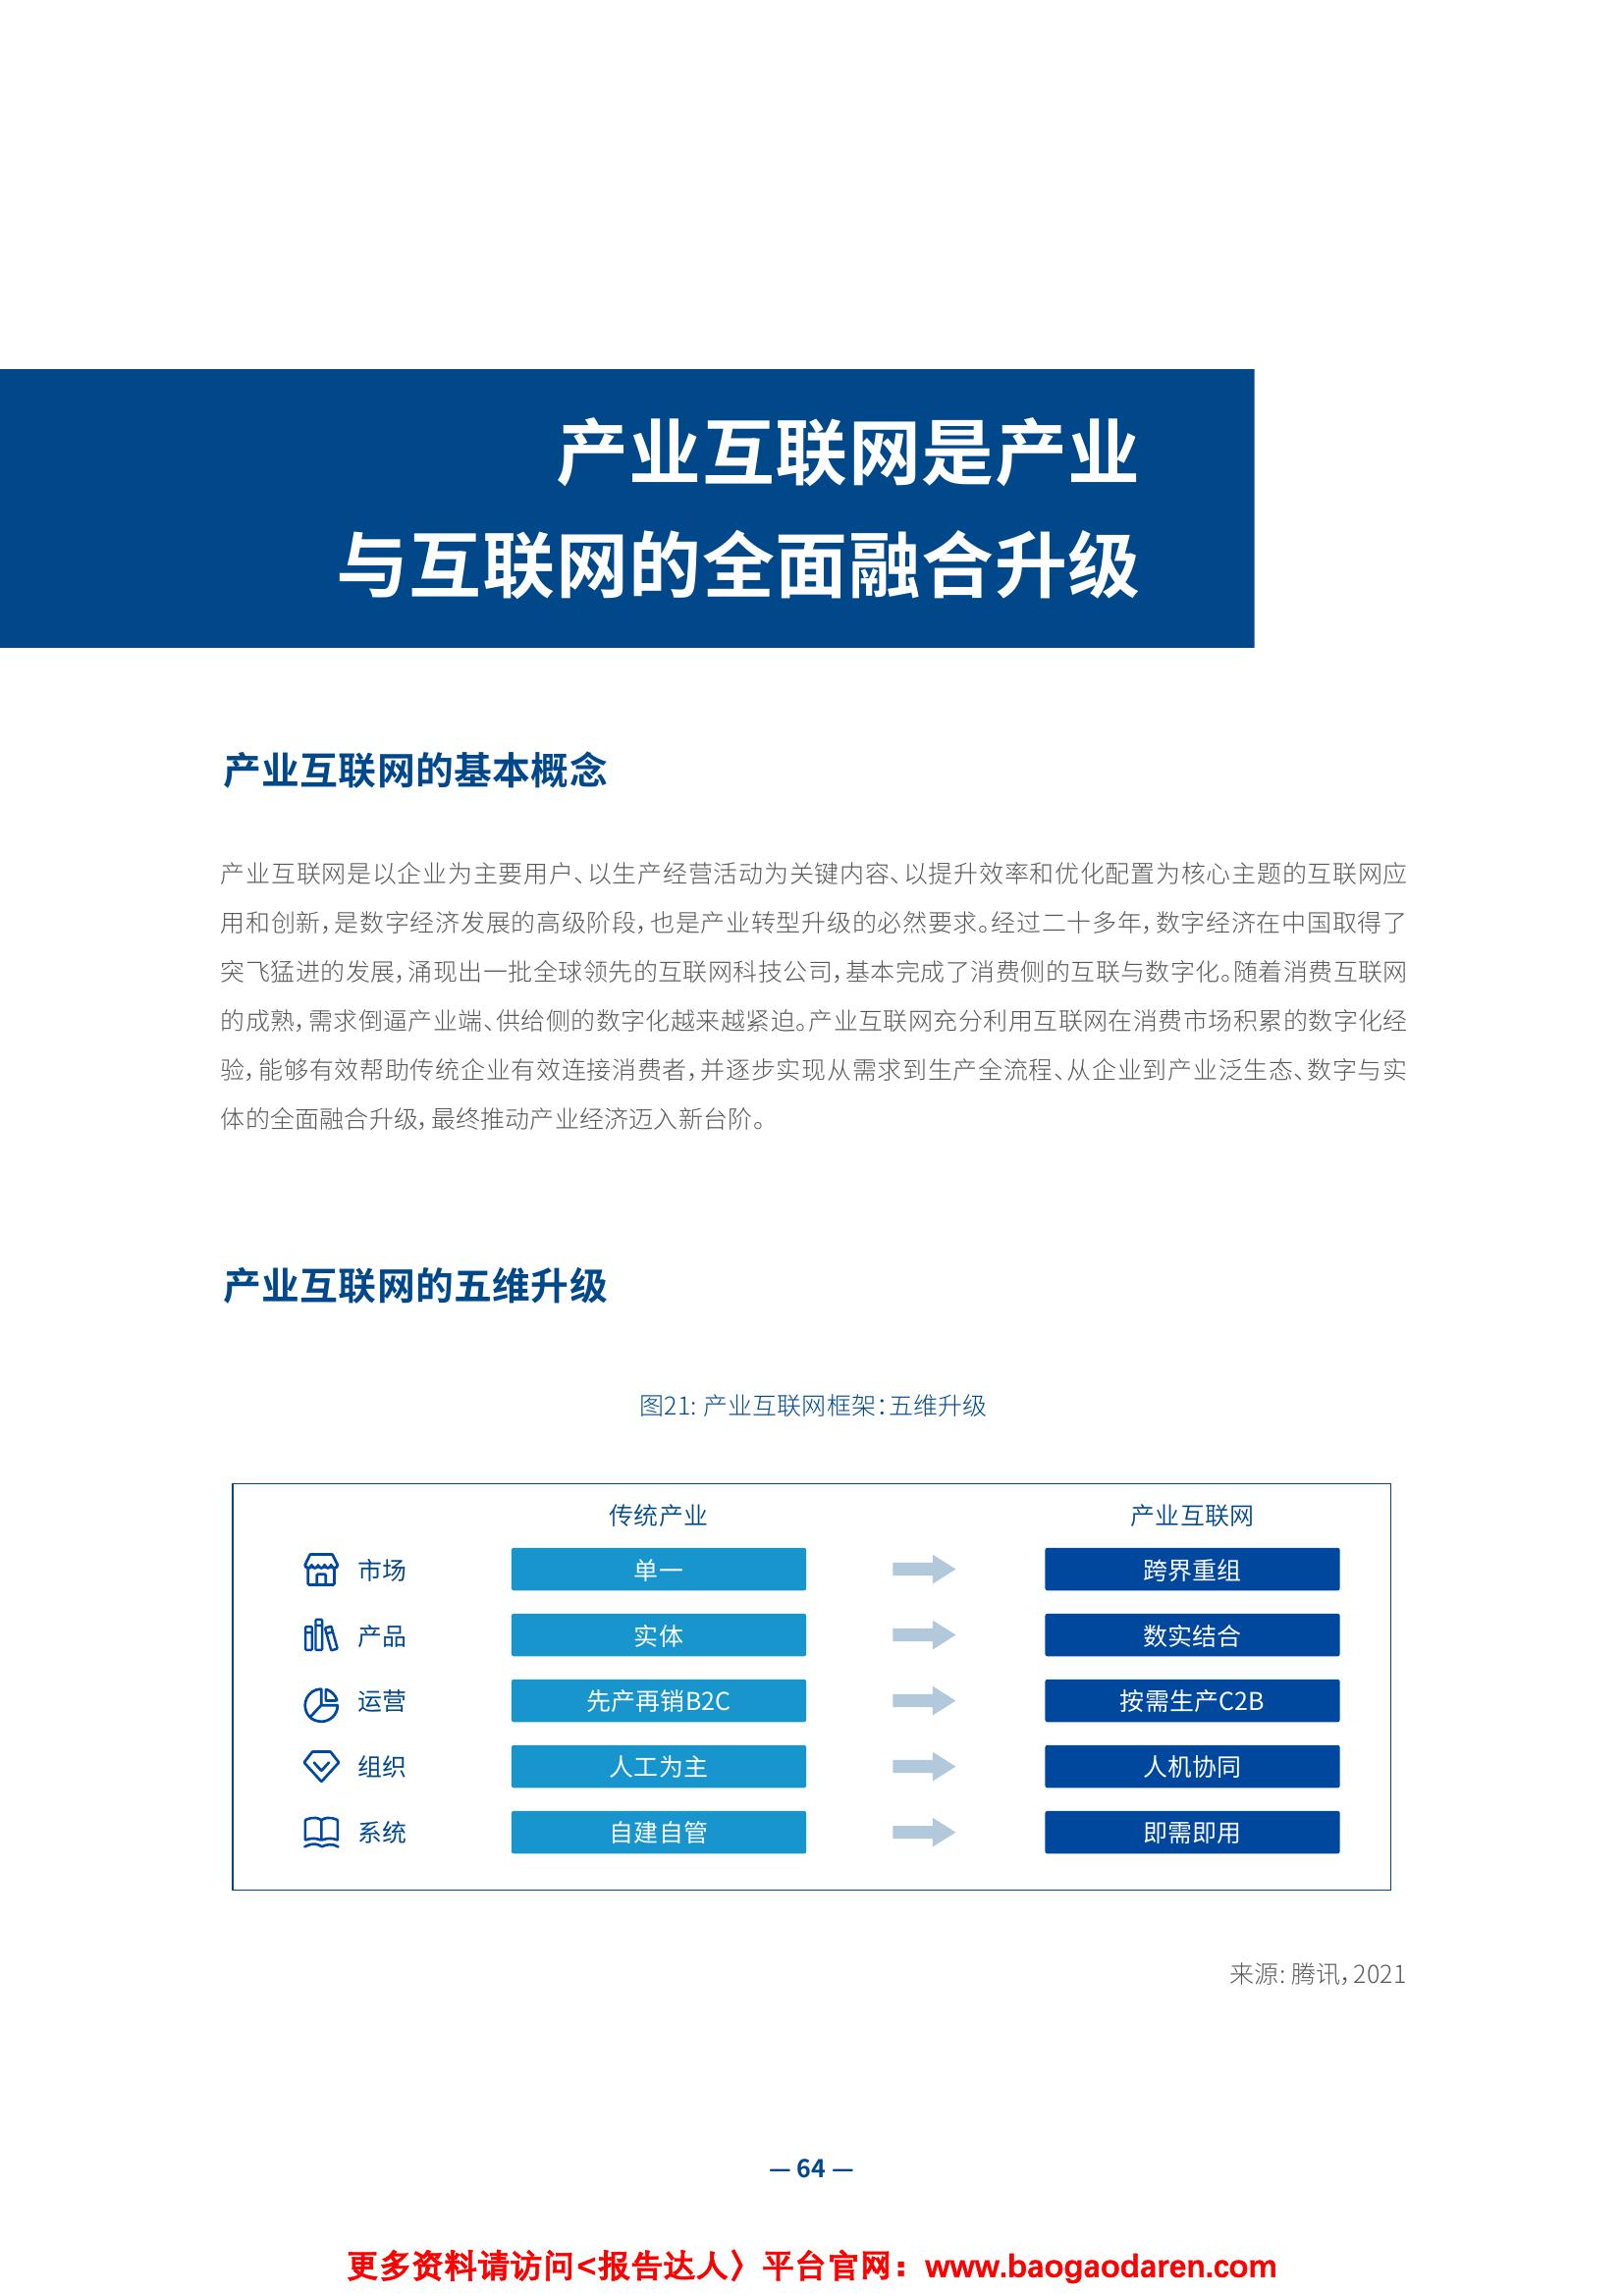 产业互联网是产业
与互联网的全面融合升级
产业互联网的基本概念
产业互联网是以企业为主要用户、以生产经营活动为关键内容、以提升效率和优化配置为核心主题的互联网应
用和创新，是数字经济发展的高级阶段，也是产业转型升级的必然要求。经过二十多年，数字经济在中国取得了
突飞猛进的发展，涌现出一批全球领先的互联网科技公司，基本完成了消费侧的互联与数字化。随着消费互联网
的成熟，需求倒逼产业端、供给侧的数字化越来越紧迫。产业互联网充分利用互联网在消费市场积累的数字化经
验，能够有效帮助传统企业有效连接消费者，并逐步实现从需求到生产全流程、从企业到产业泛生态、数字与实
体的全面融合升级，最终推动产业经济迈入新台阶。
产业互联网的五维升级
图21: 产业互联网框架：五维升级
传统产业 产业互联网
市场 单一 跨界重组
产品 实体 数实结合
运营 先产再销B2C 按需生产C2B
组织 人工为主 人机协同
系统 自建自管 即需即用
来源: 腾讯，2021
— 64 —
更多资料请访问<报告达人〉平台官网：www.baogaodaren.com